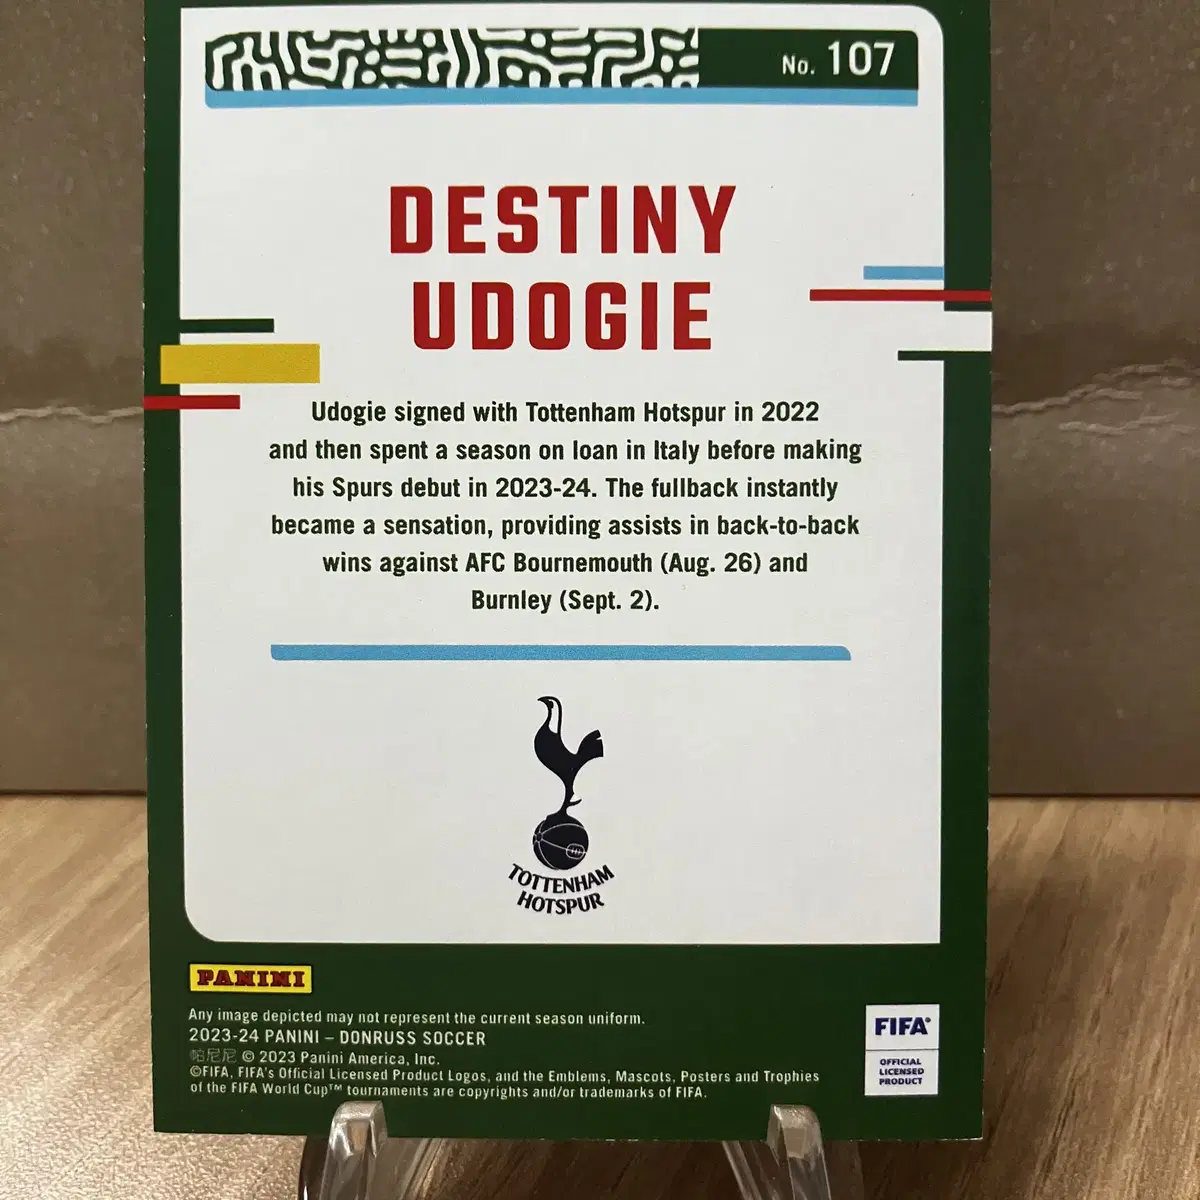 No. 107
DESTINY
UDOGIE
Udogie signed with Tottenham Hotspur in 2022
and then spent a season on loan in Italy before making
his Spurs debut in 2023-24. The fullback instantly
became a sensation, providing assists in back-to-back
wins against AFC Bournemouth (Aug. 26) and
Burnley (Sept. 2).
TOTTENHAM
HOTSPUR
PANINI
Any image depicted may not represent the current season uniform.
2023-24 PANINI – DONRUSS SOCCER
帕尼尼 © 2023 Panini America, Inc.
©FIFA, FIFA's Official Licensed Product Logos, and the Emblems, Mascots, Posters and Trophies
of the FIFA World Cup™ tournaments are copyrights and/or trademarks of FIFA.
FIFA®
OFFICIAL
LICENSED
PRODUCT